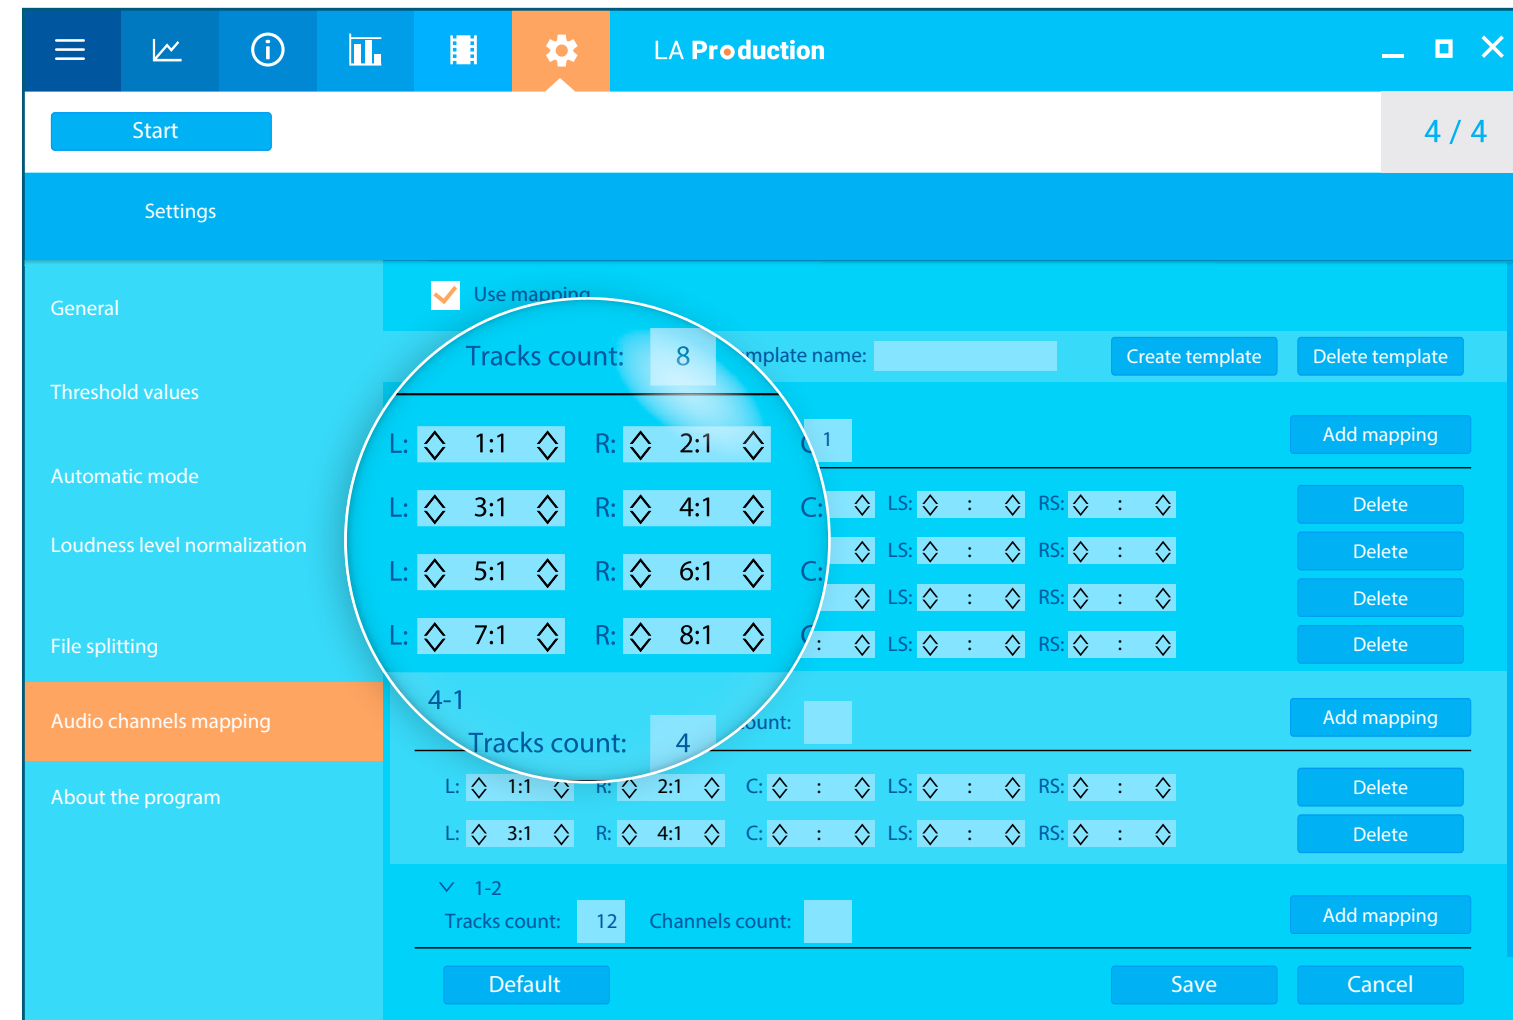 LA Production
Start
4 / 4
Settings
General
Threshold values
Automatic mode
Loudness level normalization
File splitting
Audio channels mapping
About the program
Use mapping
Tracks count: 8 name: Create template Delete template
1 Add mapping
L: 1:1 R: 2:1
L: 3:1 R: 4:1 C: LS: : RS: : Delete
L: 5:1 R: 6:1 C: LS: : RS: : Delete
LS: : RS: : Delete
L: 7:1 R: 8:1 : LS: : RS: : Delete
4-1
Tracks count: 4 Add mapping
L: 1:1 R: 2:1 C: : LS: : RS: : Delete
L: 3:1 R: 4:1 C: : LS: : RS: : Delete
1-2
Tracks count: 12 Channels count: Add mapping
Default Save Cancel